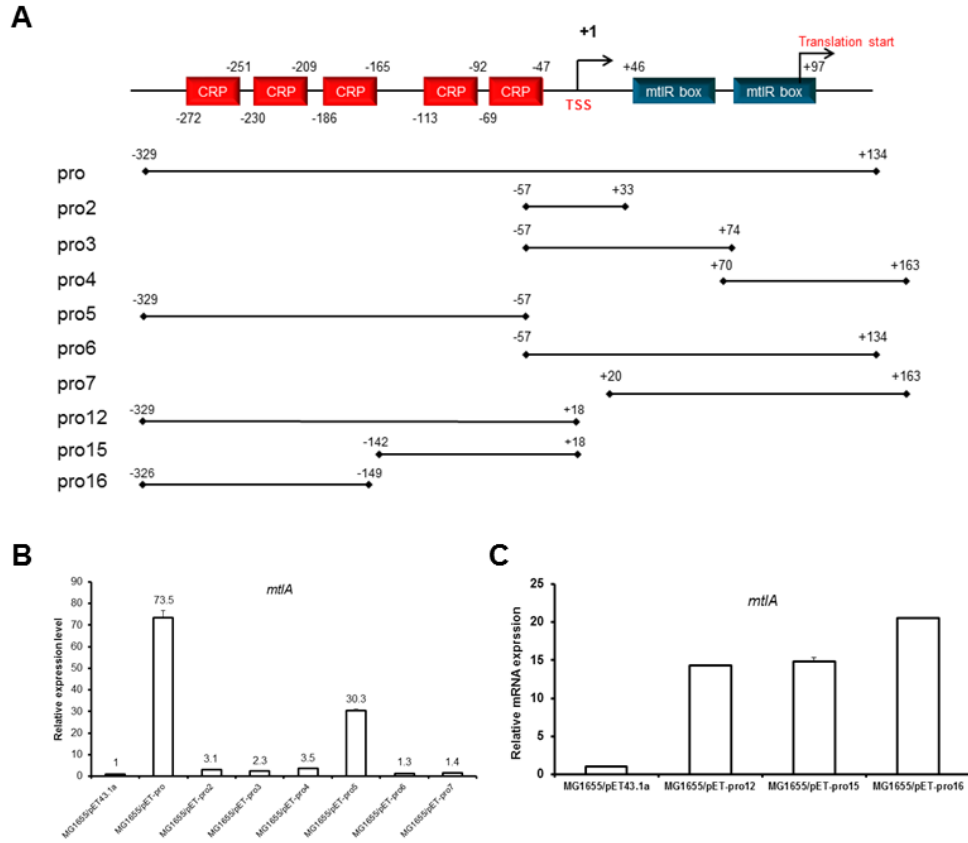 A
+1
Translation start
-251 -209 -165 -92 -47 +46 +97
CRP CRP CRP CRP CRP mtlR box mtlR box
TSS
-272 -230 -186 -113 -69
-329 +134
pro
-57 +33
pro2
-57 +74
pro3
+70 +163
pro4
-329 -57
pro5
-57 +134
pro6
+20 +163
pro7
-329 +18
pro12
-142 +18
pro15
-326 -149
pro16
B
mtlA
Relative expression level
90
80
70
60
50
40
30
20
10
0
1 73.5 3.1 2.3 3.5 30.3 1.3 1.4
MG1655/pET43.1a MG1655/pET-pro MG1655/pET-pro2 MG1655/pET-pro3 MG1655/pET-pro4 MG1655/pET-pro5 MG1655/pET-pro6 MG1655/pET-pro7
C
mtlA
Relative mRNA exprssion
25
20
15
10
5
0
MG1655/pET43.1a MG1655/pET-pro12 MG1655/pET-pro15 MG1655/pET-pro16